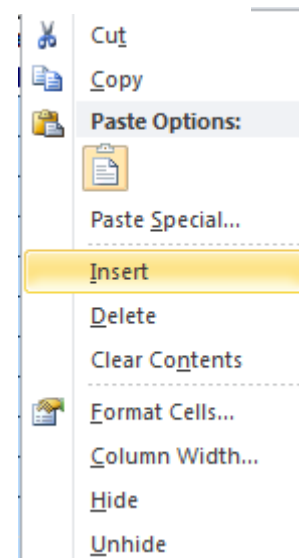 Cut
Copy
Paste Options:
Paste Special...
Insert
Delete
Clear Contents
Format Cells...
Column Width...
Hide
Unhide